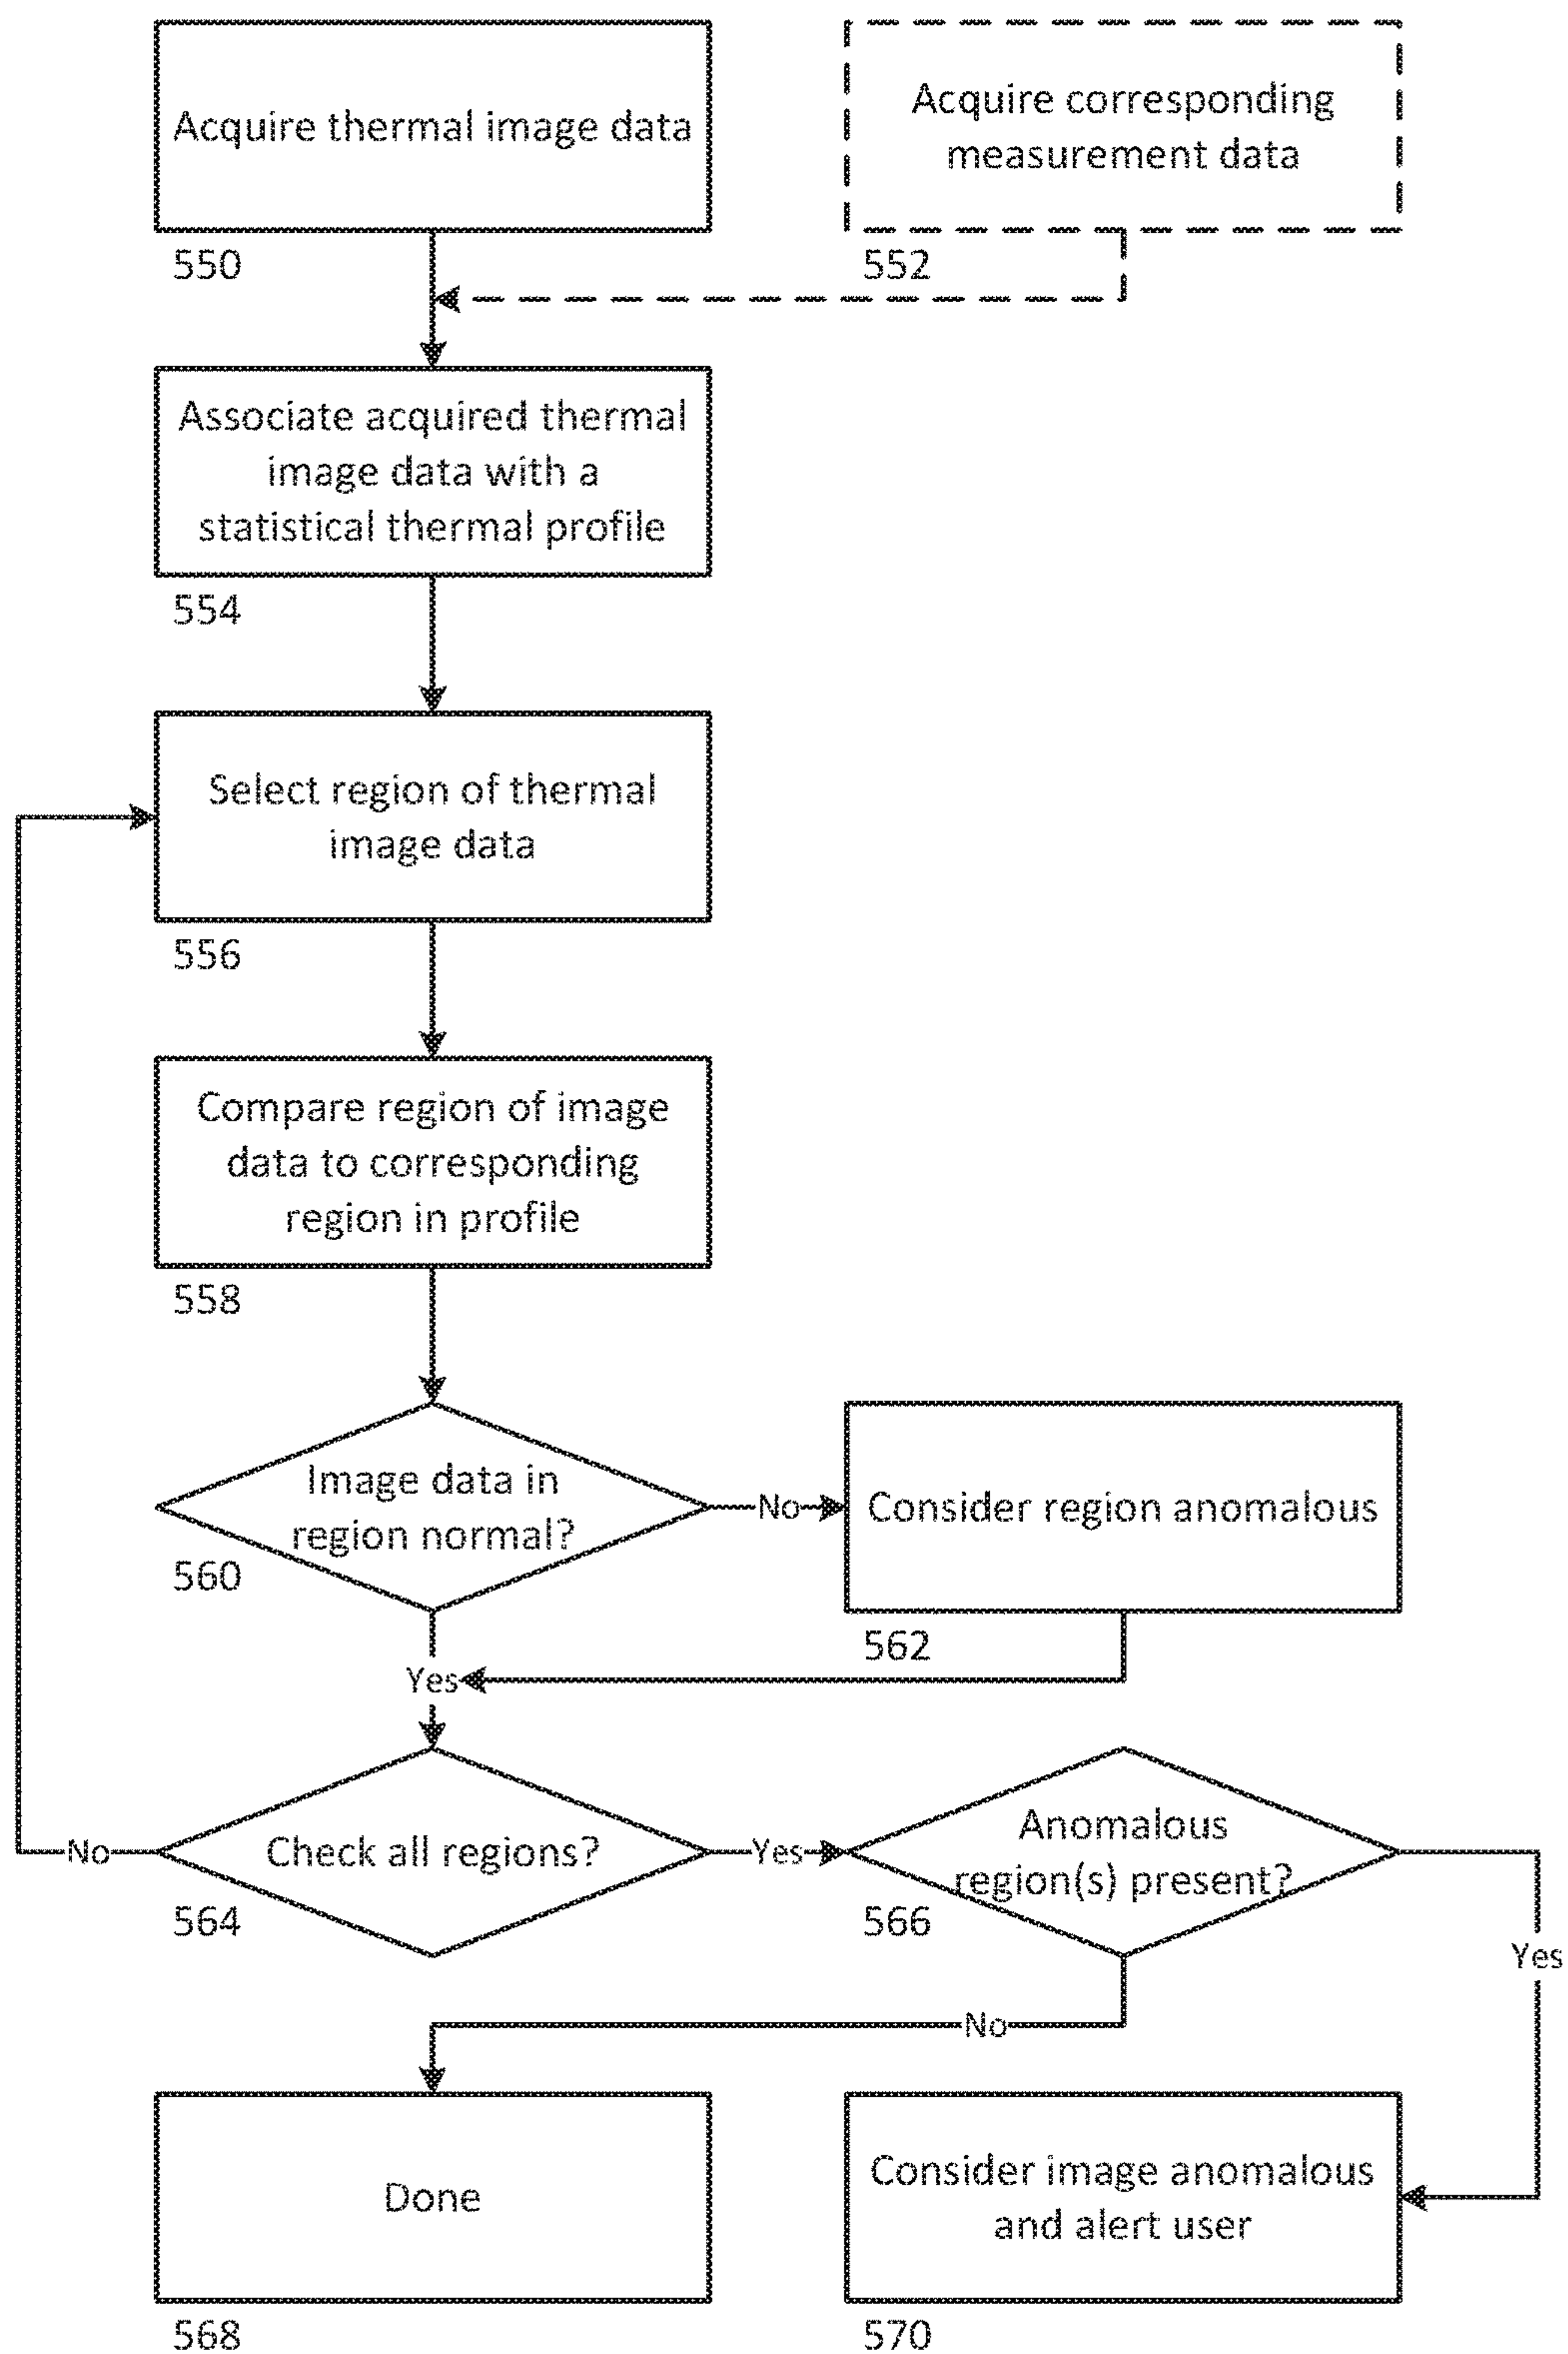 Acquire thermal image data
550
Acquire corresponding
measurement data
552
Associate acquired thermal
image data with a
statistical thermal profile
554
Select region of thermal
image data
556
Compare region of image
data to corresponding
region in profile
558
Image data in
region normal?
560
No
Consider region anomalous
562
Yes
Check all regions?
564
No
Yes
Anomalous
region(s) present?
566
Yes
No
Done
568
Consider image anomalous
and alert user
570